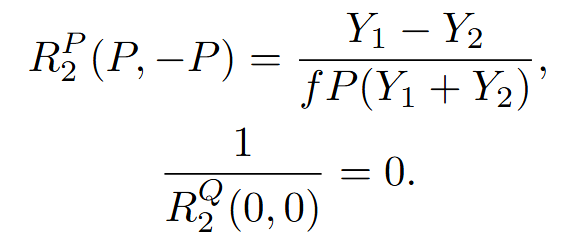 $$R_2^P(P, -P) = \frac{Y_1 - Y_2}{fP(Y_1 + Y_2)},$$
$$\frac{1}{R_2^Q(0, 0)} = 0.$$